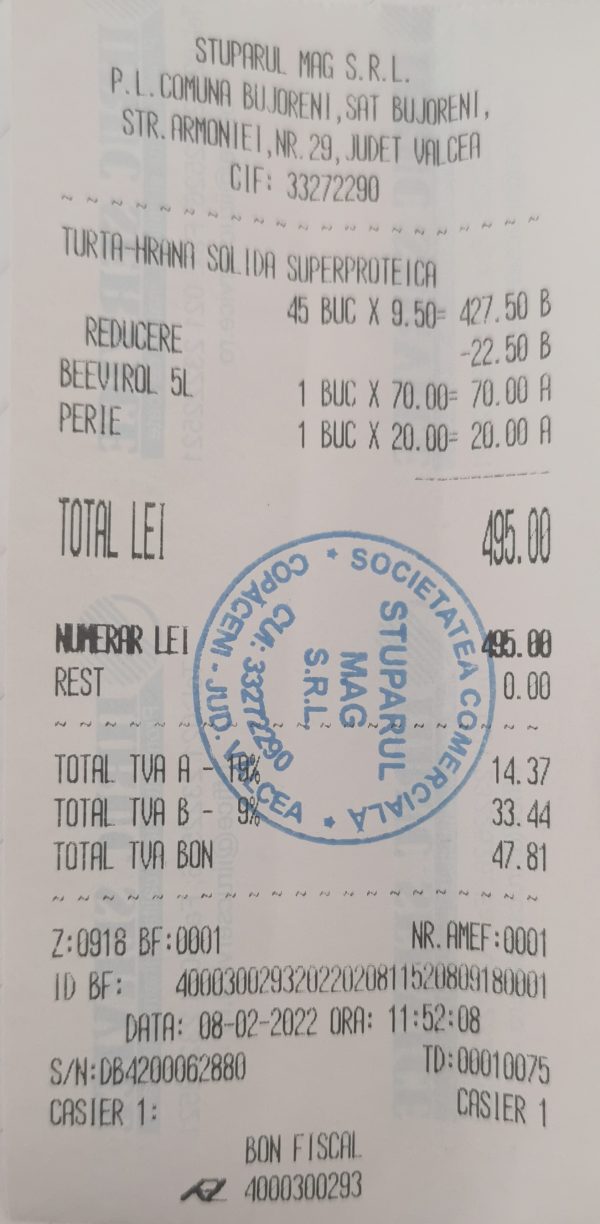 STUPARUL MAG S.R.L.
P.L.COMUNA BUJORENI,SAT BUJORENI,
STR.ARMONIEI,NR.29,JUDET VALCEA
CIF: 33272290
TURTA-HRANA SOLIDA SUPERPROTEICA
45 BUC X 9.50= 427.50 B
REDUCERE -22.50 B
BEEVIROL 5L 1 BUC X 70.00= 70.00 A
PERIE 1 BUC X 20.00= 20.00 A
TOTAL LEI 495.00
NUMERAR LEI 495.00
REST 0.00
TOTAL TVA A - 19% 14.37
TOTAL TVA B - 9% 33.44
TOTAL TVA BON 47.81
Z:0918 BF:0001 NR.AMEF:0001
ID BF: 40003002932022020811520809180001
DATA: 08-02-2022 ORA: 11:52:08
S/N:DB4200062880 TD:00010075
CASIER 1: CASIER 1
BON FISCAL
4000300293
* SOCIETATEA COMERCIALĂ *
COPĂCENI - JUD. VÂLCEA
CUI: 33272290
STUPARUL
MAG
S.R.L.